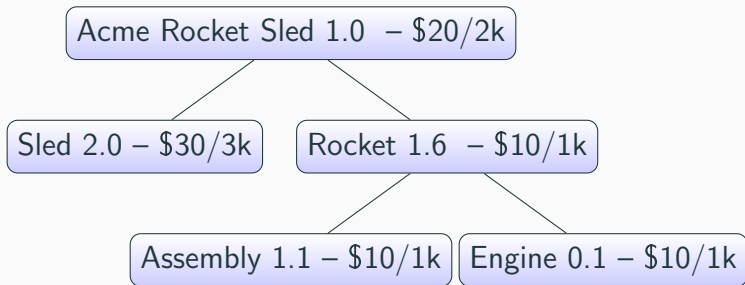 Acme Rocket Sled 1.0 – $20/2k
Sled 2.0 – $30/3k
Rocket 1.6 – $10/1k
Assembly 1.1 – $10/1k
Engine 0.1 – $10/1k